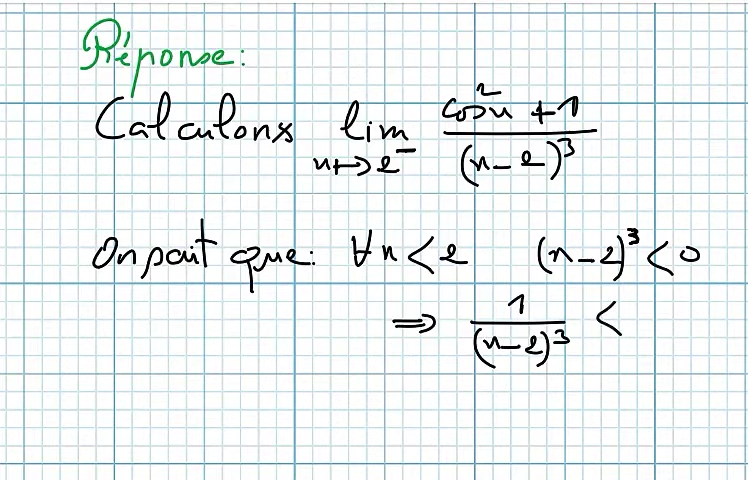 Réponse:
Calculons lim x→2⁻ (cos²x + 1)/(x-2)³
On sait que: ∀x<2 (x-2)³<0
⇒ 1/(x-2)³ <